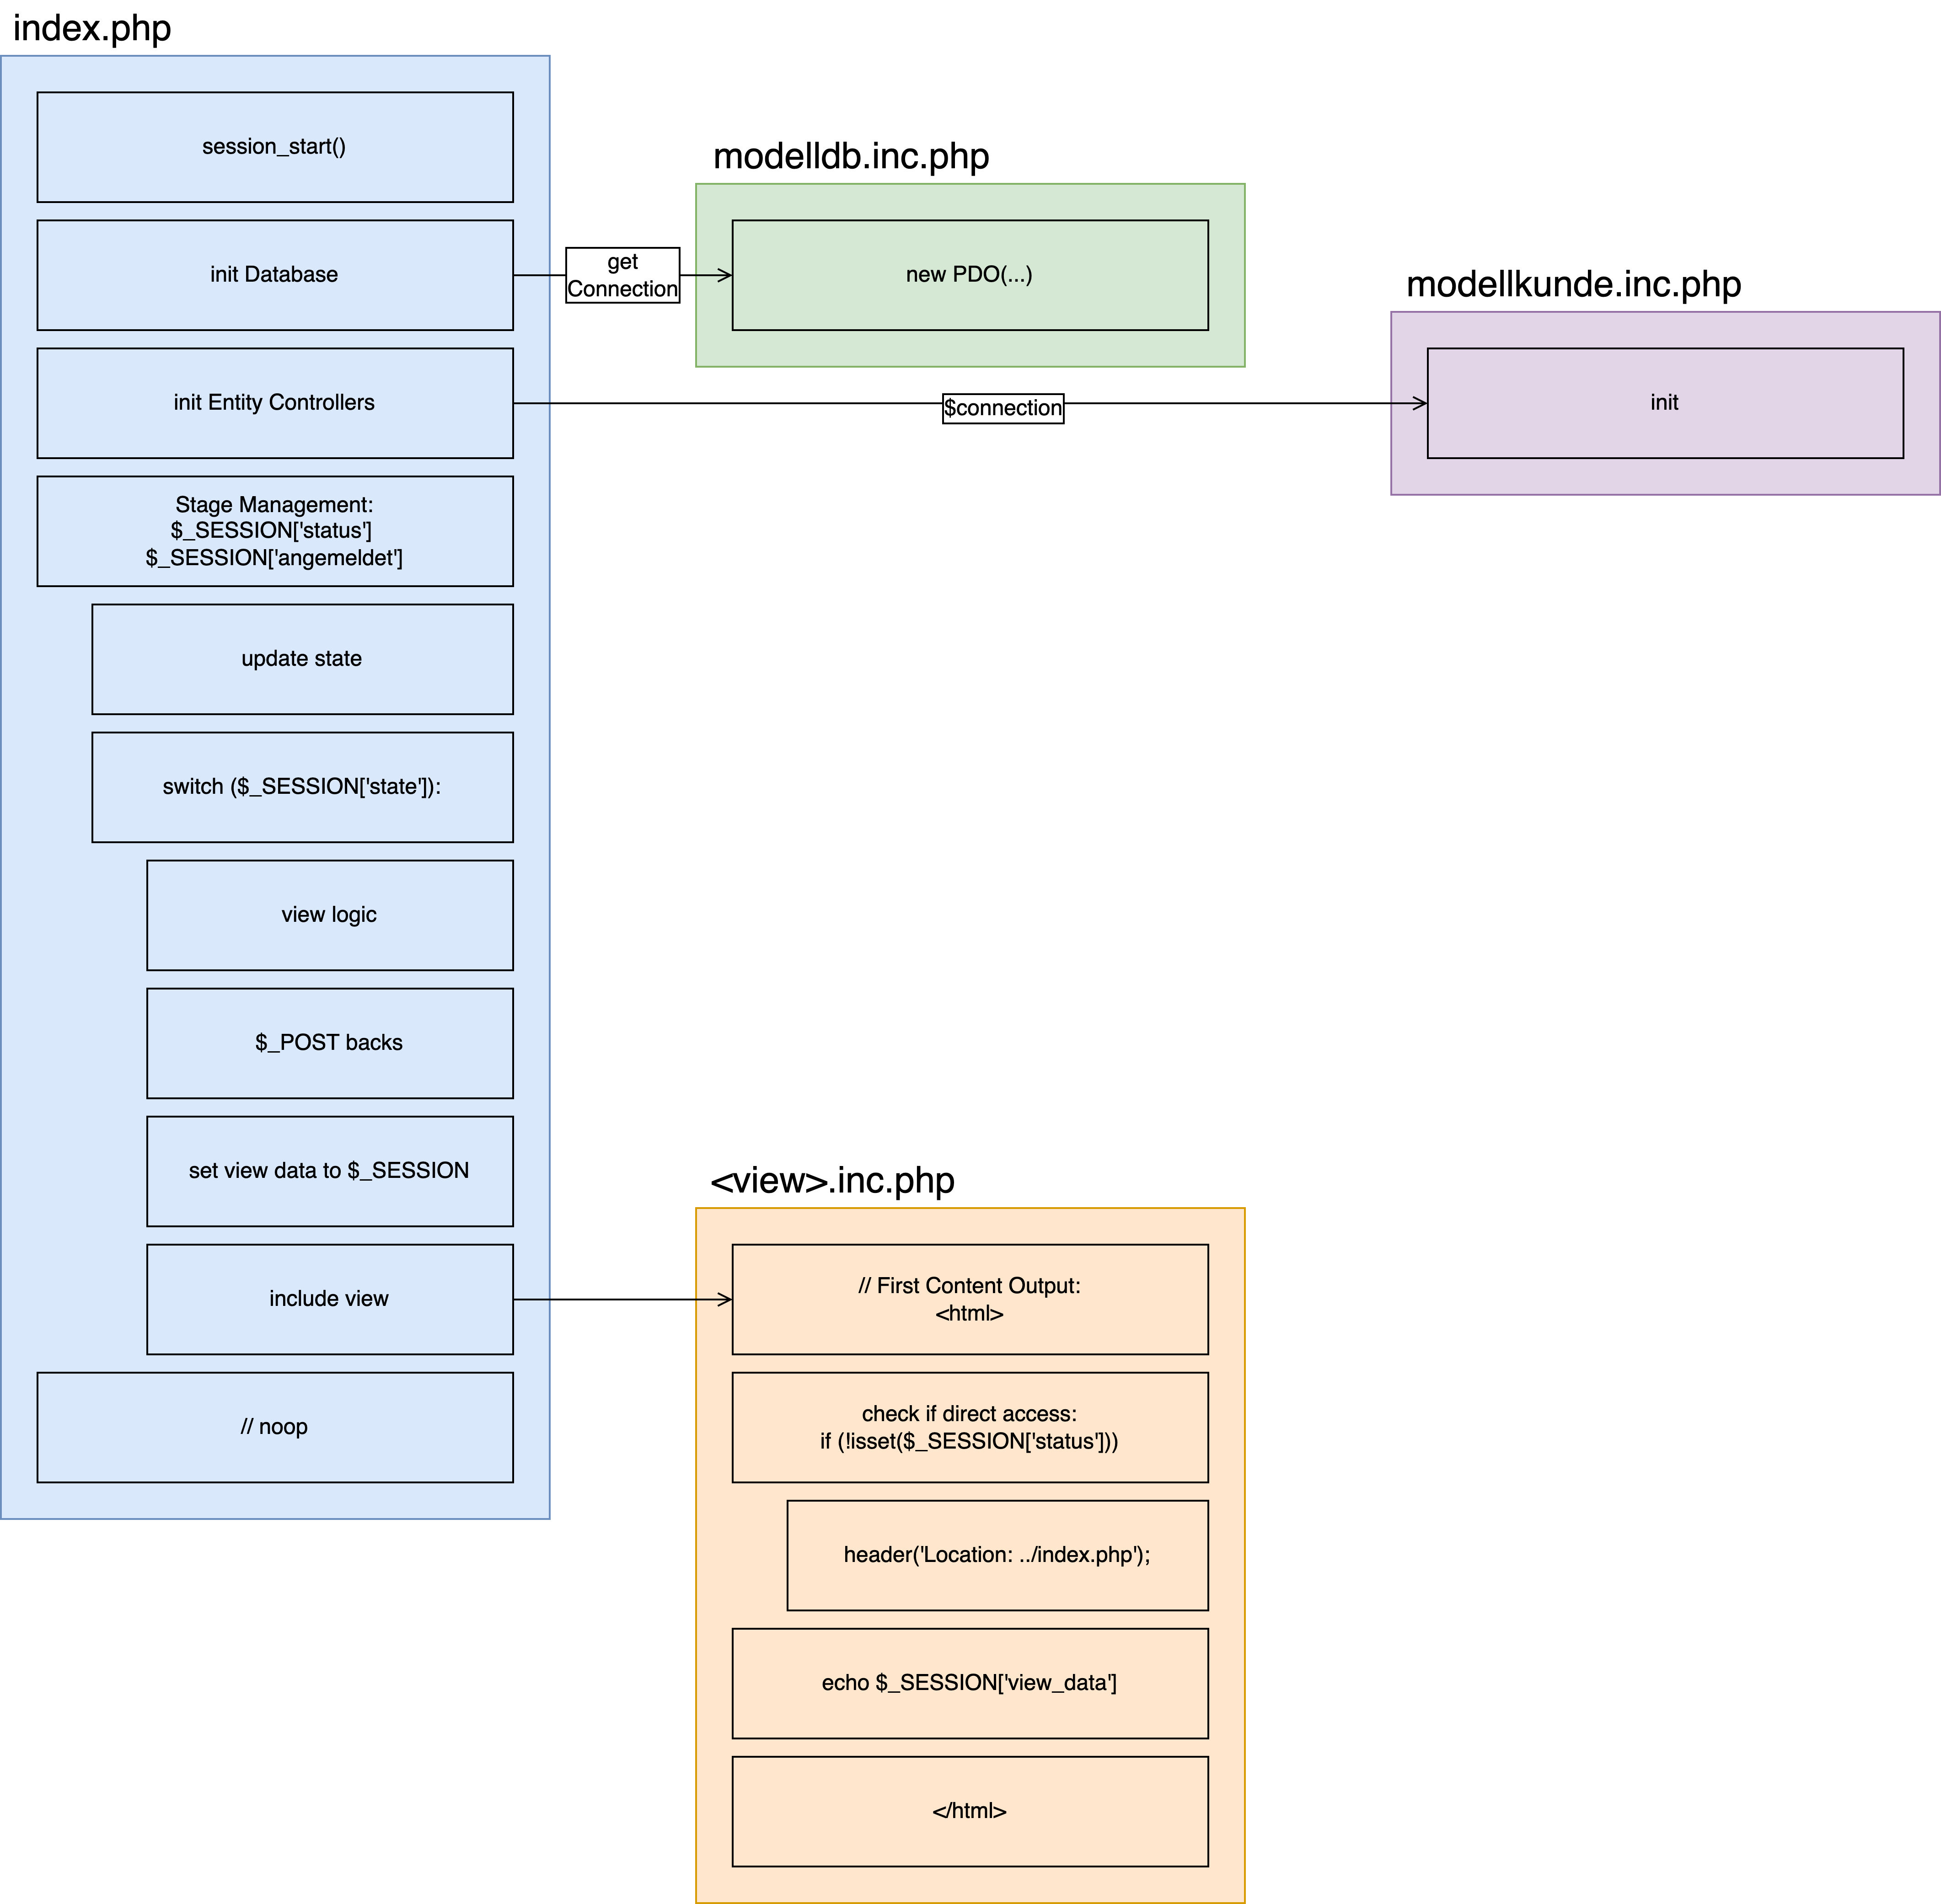 index.php
session_start()
init Database
init Entity Controllers
Stage Management:
$_SESSION['status']
$_SESSION['angemeldet']
update state
switch ($_SESSION['state']):
view logic
$_POST backs
set view data to $_SESSION
include view
// noop
get
Connection
modelldb.inc.php
new PDO(...)
$connection
modellkunde.inc.php
init
<view>.inc.php
// First Content Output:
<html>
check if direct access:
if (!isset($_SESSION['status']))
header('Location: ../index.php');
echo $_SESSION['view_data']
</html>